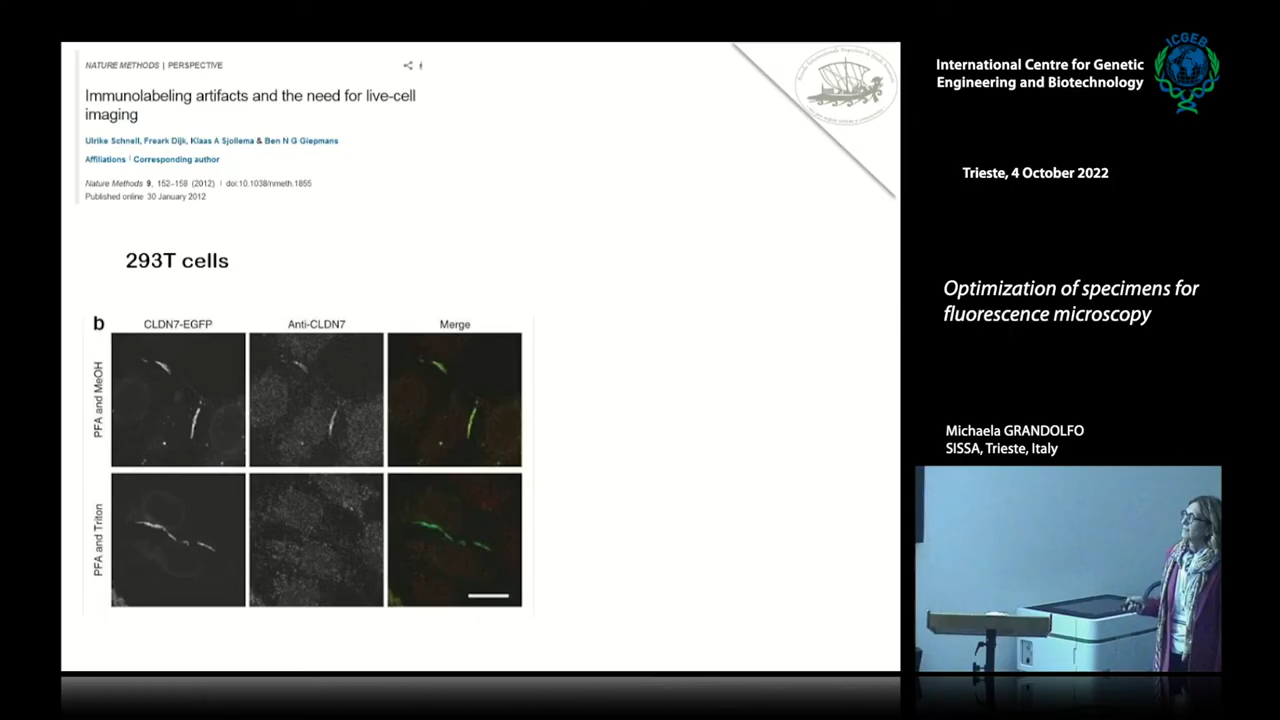 NATURE METHODS | PERSPECTIVE
Immunolabeling artifacts and the need for live-cell
imaging
Ulrike Schnell, Freark Dijk, Klaas A Sjollema & Ben N G Giepmans
Affiliations | Corresponding author
Nature Methods 9, 152–158 (2012) | doi:10.1038/nmeth.1855
Published online 30 January 2012
293T cells
b
CLDN7-EGFP
Anti-CLDN7
Merge
PFA and MeOH
PFA and Triton
ICGEB
International Centre for Genetic
Engineering and Biotechnology
Trieste, 4 October 2022
Optimization of specimens for
fluorescence microscopy
Michaela GRANDOLFO
SISSA, Trieste, Italy